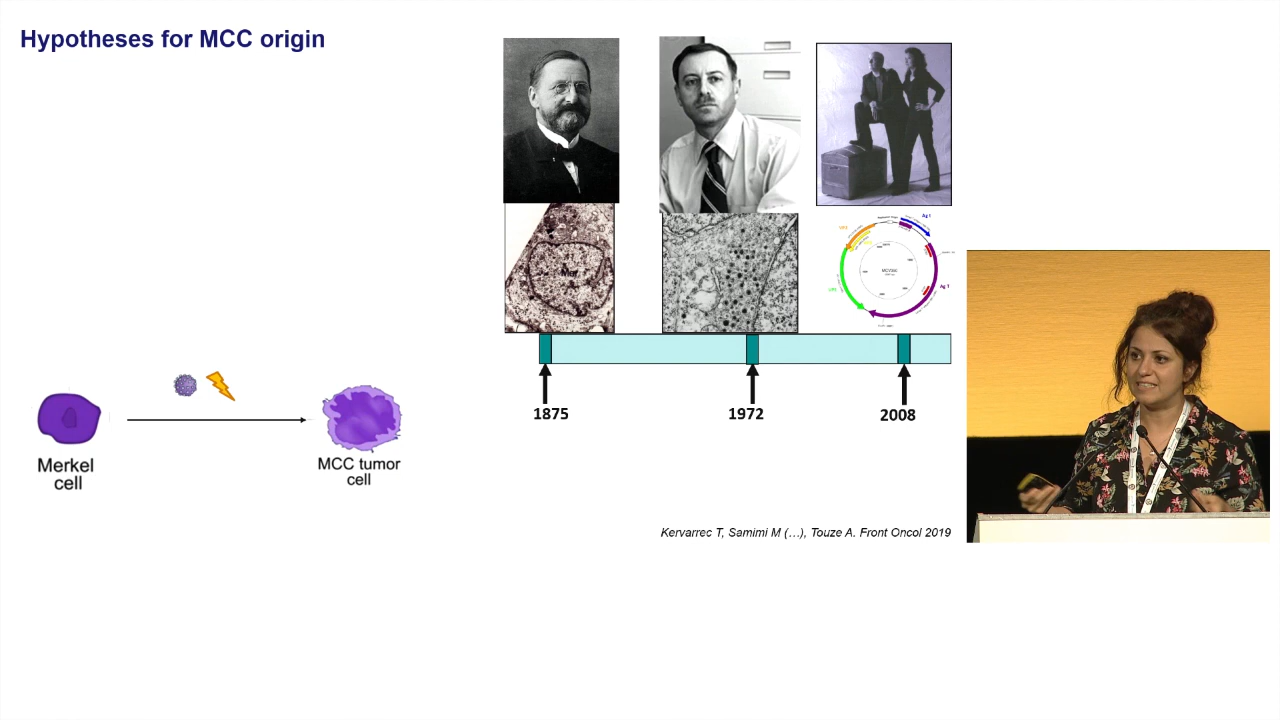 Hypotheses for MCC origin
Merkel
cell
MCC tumor
cell
1875
1972
2008
Kervarrec T, Samimi M (…), Touze A. Front Oncol 2019